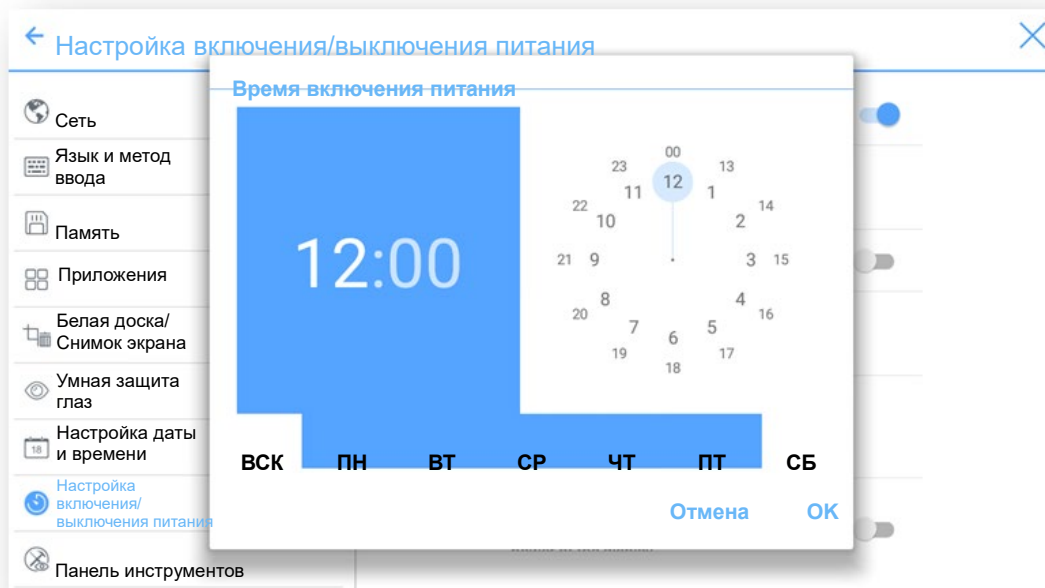 Настройка включения/выключения питания
Сеть
Язык и метод
ввода
Память
Приложения
Белая доска/
Снимок экрана
Умная защита
глаз
18
Настройка даты
и времени
Настройка
включения/
выключения питания
Панель инструментов
Время включения питания
12:00
00
23
13
12
11
1
22
14
10
2
21
9
3
15
8
4
20
16
7
5
6
19
17
18
ВСК ПН ВТ СР ЧТ ПТ СБ
Отмена
OK